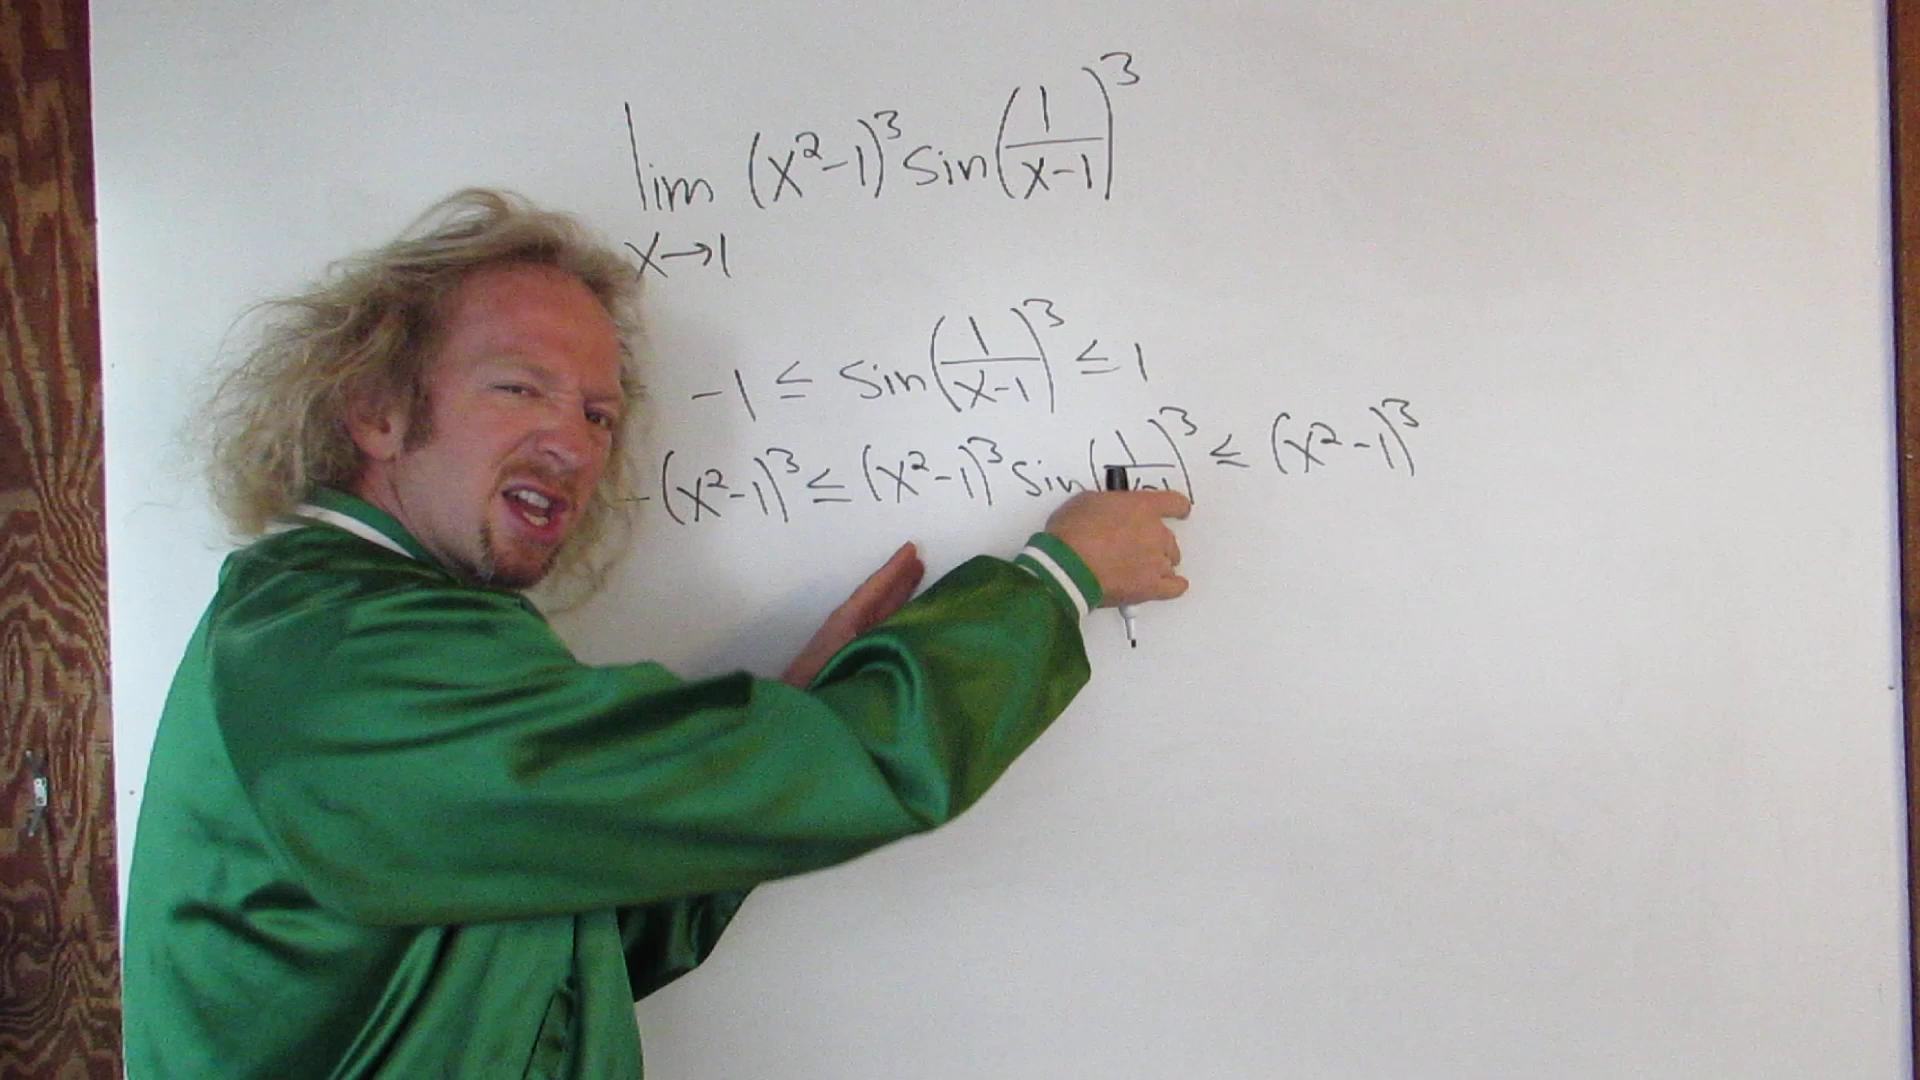 lim (x²-1)³ sin(1/(x-1))³
x→1
-1 ≤ sin(1/(x-1))³ ≤ 1
-(x²-1)³ ≤ (x²-1)³ sin(1/(x-1))³ ≤ (x²-1)³